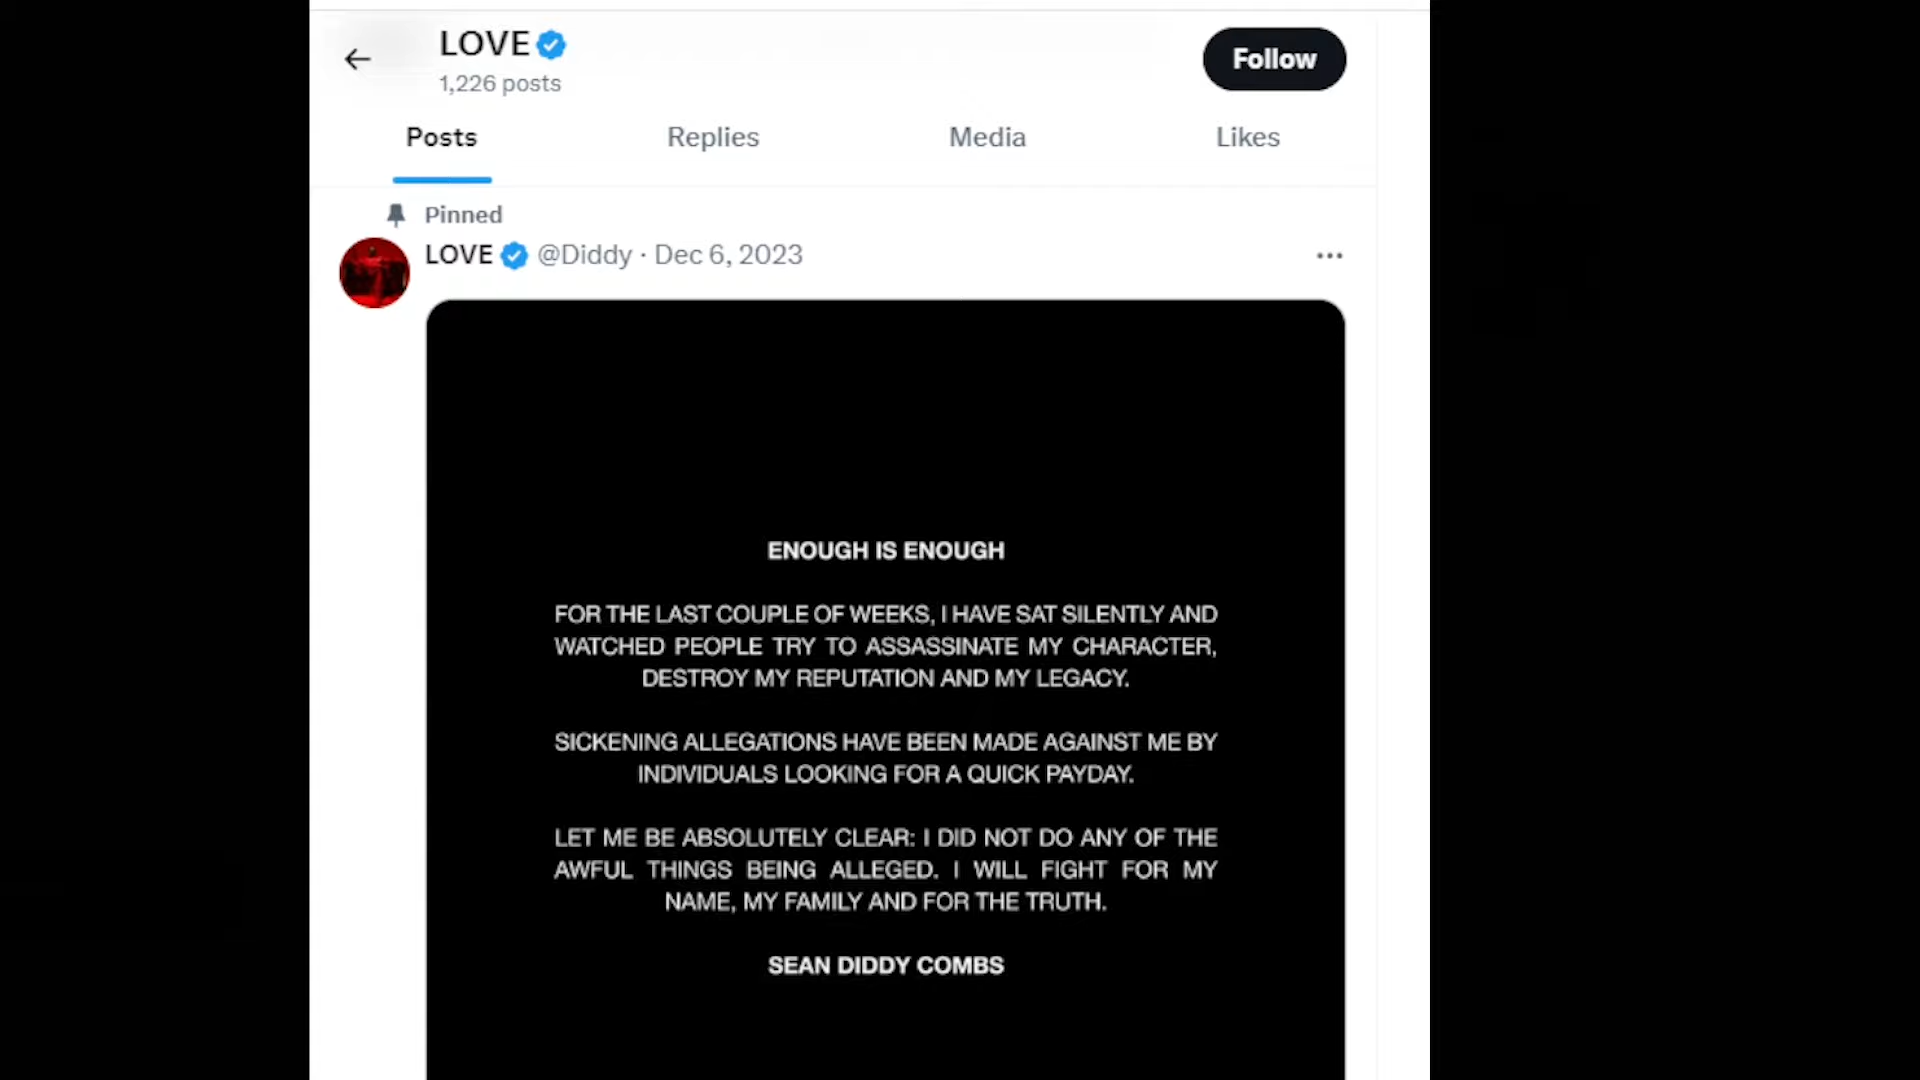 LOVE
1,226 posts
Follow
Posts
Replies
Media
Likes
Pinned
LOVE @Diddy · Dec 6, 2023
ENOUGH IS ENOUGH
FOR THE LAST COUPLE OF WEEKS, I HAVE SAT SILENTLY AND
WATCHED PEOPLE TRY TO ASSASSINATE MY CHARACTER,
DESTROY MY REPUTATION AND MY LEGACY.
SICKENING ALLEGATIONS HAVE BEEN MADE AGAINST ME BY
INDIVIDUALS LOOKING FOR A QUICK PAYDAY.
LET ME BE ABSOLUTELY CLEAR: I DID NOT DO ANY OF THE
AWFUL THINGS BEING ALLEGED. I WILL FIGHT FOR MY
NAME, MY FAMILY AND FOR THE TRUTH.
SEAN DIDDY COMBS